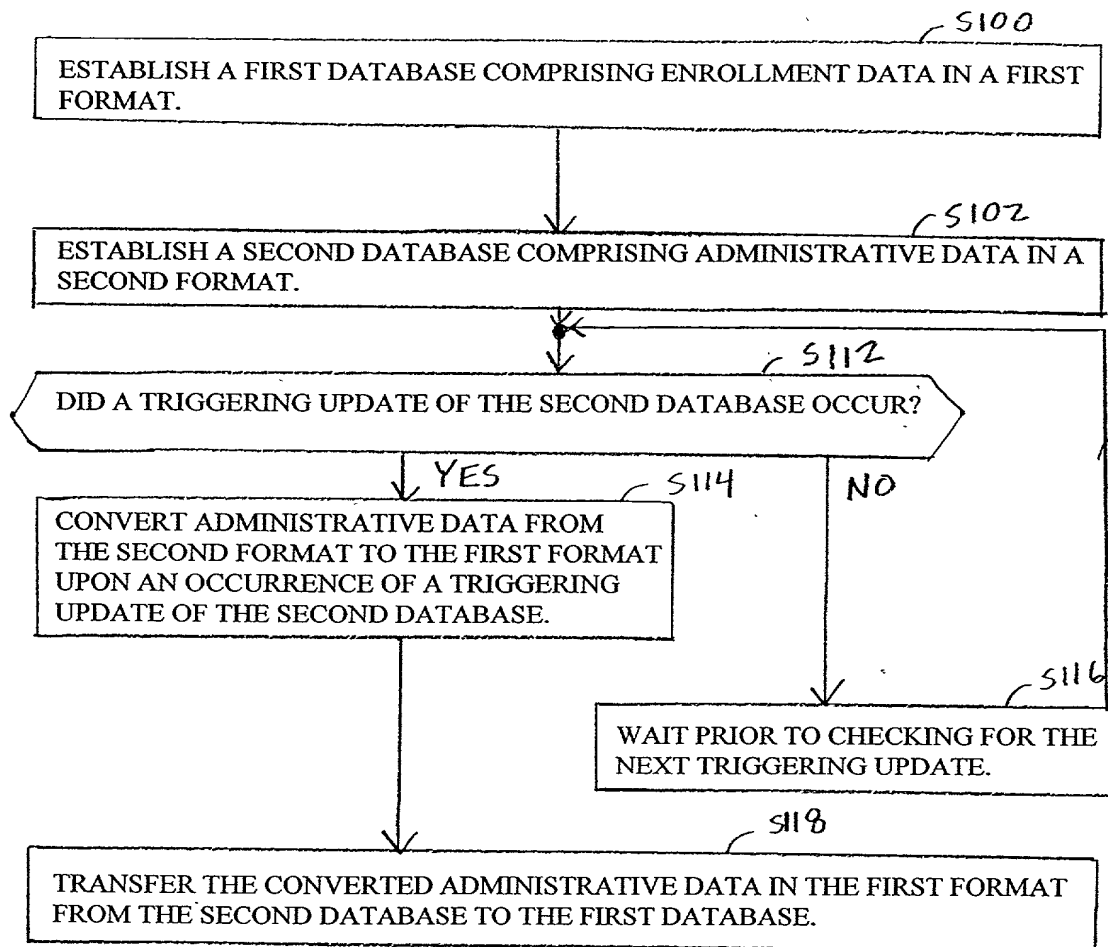 S100
ESTABLISH A FIRST DATABASE COMPRISING ENROLLMENT DATA IN A FIRST
FORMAT.
S102
ESTABLISH A SECOND DATABASE COMPRISING ADMINISTRATIVE DATA IN A
SECOND FORMAT.
S112
DID A TRIGGERING UPDATE OF THE SECOND DATABASE OCCUR?
YES
NO
S114
CONVERT ADMINISTRATIVE DATA FROM
THE SECOND FORMAT TO THE FIRST FORMAT
UPON AN OCCURRENCE OF A TRIGGERING
UPDATE OF THE SECOND DATABASE.
S116
WAIT PRIOR TO CHECKING FOR THE
NEXT TRIGGERING UPDATE.
S118
TRANSFER THE CONVERTED ADMINISTRATIVE DATA IN THE FIRST FORMAT
FROM THE SECOND DATABASE TO THE FIRST DATABASE.